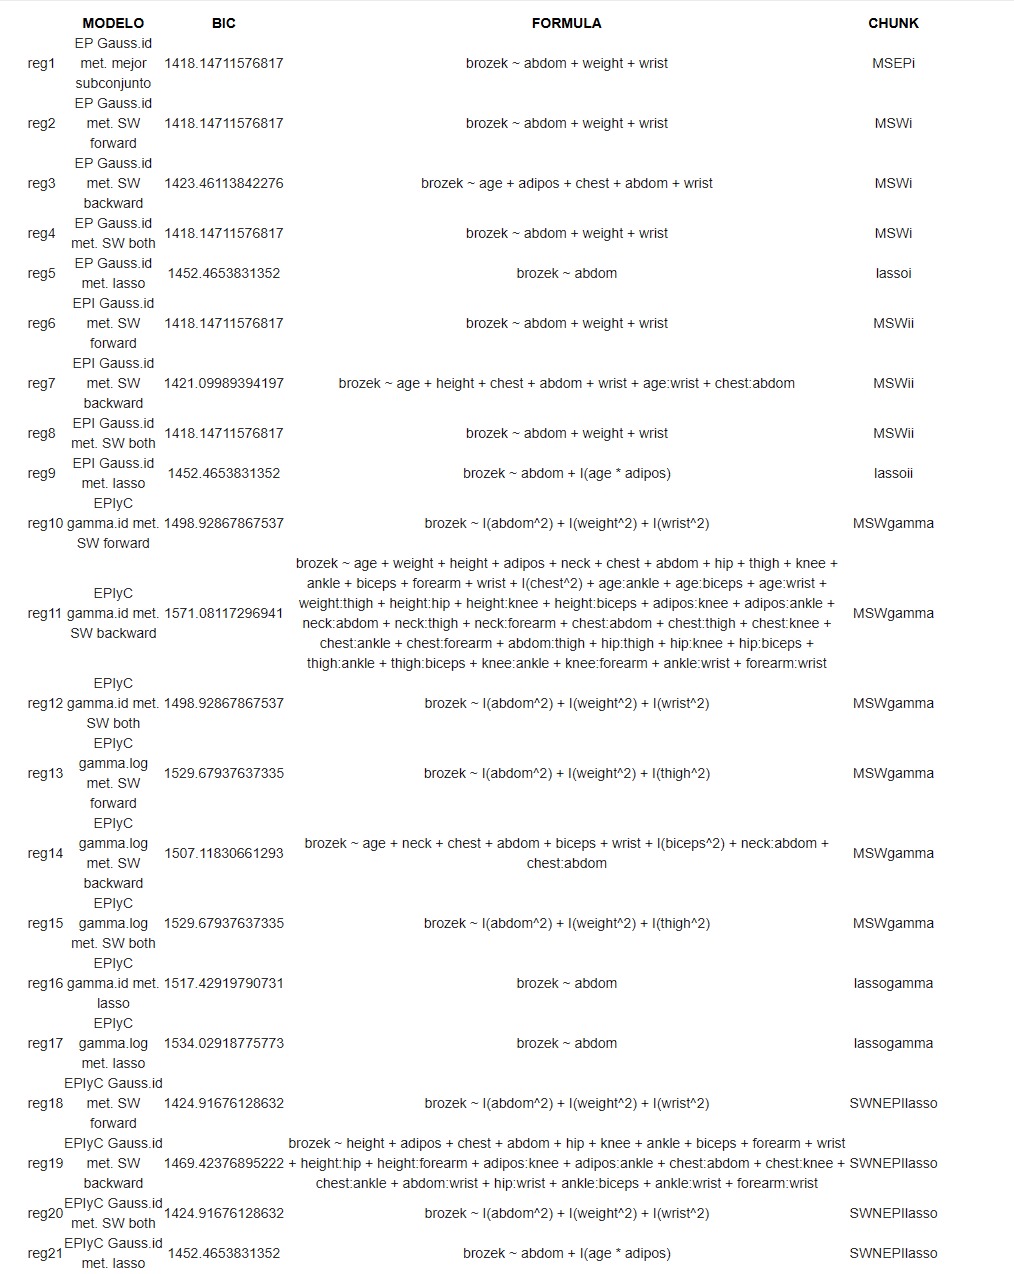 MODELO BIC FORMULA CHUNK
EP Gauss.id
reg1 met. mejor 1418.14711576817 brozek ~ abdom + weight + wrist MSEPi
subconjunto
EP Gauss.id
reg2 met. SW 1418.14711576817 brozek ~ abdom + weight + wrist MSWi
forward
EP Gauss.id
reg3 met. SW 1423.46113842276 brozek ~ age + adipos + chest + abdom + wrist MSWi
backward
EP Gauss.id
reg4 met. SW both 1418.14711576817 brozek ~ abdom + weight + wrist MSWi
EP Gauss.id
reg5 met. lasso 1452.4653831352 brozek ~ abdom lassoi
EPI Gauss.id
reg6 met. SW 1418.14711576817 brozek ~ abdom + weight + wrist MSWii
forward
EPI Gauss.id
reg7 met. SW 1421.09989394197 brozek ~ age + height + chest + abdom + wrist + age:wrist + chest:abdom MSWii
backward
EPI Gauss.id
reg8 met. SW both 1418.14711576817 brozek ~ abdom + weight + wrist MSWii
EPI Gauss.id
reg9 met. lasso 1452.4653831352 brozek ~ abdom + I(age * adipos) lassoii
EPIyC
reg10 gamma.id met. 1498.92867867537 brozek ~ I(abdom^2) + I(weight^2) + I(wrist^2) MSWgamma
SW forward
brozek ~ age + weight + height + adipos + neck + chest + abdom + hip + thigh + knee +
ankle + biceps + forearm + wrist + I(chest^2) + age:ankle + age:biceps + age:wrist +
EPIyC weight:thigh + height:hip + height:knee + height:biceps + adipos:knee + adipos:ankle +
reg11 gamma.id met. 1571.08117296941 neck:abdom + neck:thigh + neck:forearm + chest:abdom + chest:thigh + chest:knee + MSWgamma
SW backward chest:ankle + chest:forearm + abdom:thigh + hip:thigh + hip:knee + hip:biceps +
thigh:ankle + thigh:biceps + knee:ankle + knee:forearm + ankle:wrist + forearm:wrist
EPIyC
reg12 gamma.id met. 1498.92867867537 brozek ~ I(abdom^2) + I(weight^2) + I(wrist^2) MSWgamma
SW both
EPIyC
reg13 gamma.log 1529.67937637335 brozek ~ I(abdom^2) + I(weight^2) + I(thigh^2) MSWgamma
met. SW
forward
EPIyC
gamma.log brozek ~ age + neck + chest + abdom + biceps + wrist + I(biceps^2) + neck:abdom +
reg14 met. SW 1507.11830661293 chest:abdom MSWgamma
backward
EPIyC
reg15 gamma.log 1529.67937637335 brozek ~ I(abdom^2) + I(weight^2) + I(thigh^2) MSWgamma
met. SW both
EPIyC
reg16 gamma.id met. 1517.42919790731 brozek ~ abdom lassogamma
lasso
EPIyC
reg17 gamma.log 1534.02918775773 brozek ~ abdom lassogamma
met. lasso
EPIyC Gauss.id
reg18 met. SW 1424.91676128632 brozek ~ I(abdom^2) + I(weight^2) + I(wrist^2) SWNEPIlasso
forward
EPIyC Gauss.id brozek ~ height + adipos + chest + abdom + hip + knee + ankle + biceps + forearm + wrist
reg19 met. SW 1469.42376895222 + height:hip + height:forearm + adipos:knee + adipos:ankle + chest:abdom + chest:knee + SWNEPIlasso
backward chest:ankle + abdom:wrist + hip:wrist + ankle:biceps + ankle:wrist + forearm:wrist
EPIyC Gauss.id
reg20 met. SW both 1424.91676128632 brozek ~ I(abdom^2) + I(weight^2) + I(wrist^2) SWNEPIlasso
EPIyC Gauss.id
reg21 met. lasso 1452.4653831352 brozek ~ abdom + I(age * adipos) SWNEPIlasso